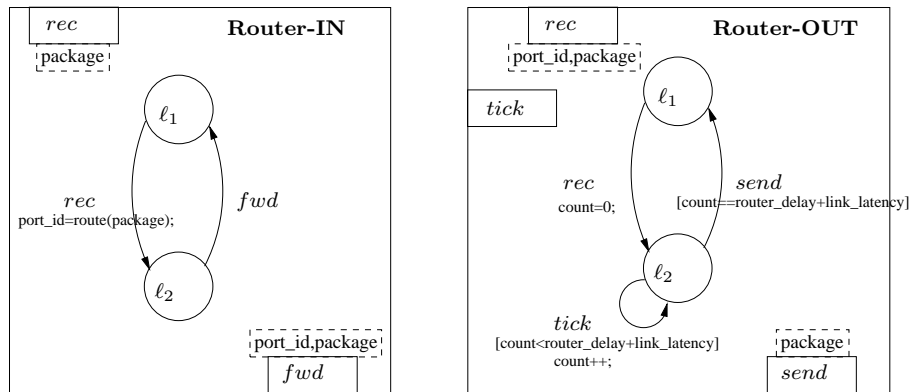 rec
Router-IN
package
ℓ1
rec
port_id=route(package);
fwd
ℓ2
port_id,package
fwd
rec
Router-OUT
port_id,package
tick
ℓ1
rec
count=0;
send
[count==router_delay+link_latency]
ℓ2
tick
[count<router_delay+link_latency]
count++;
package
send